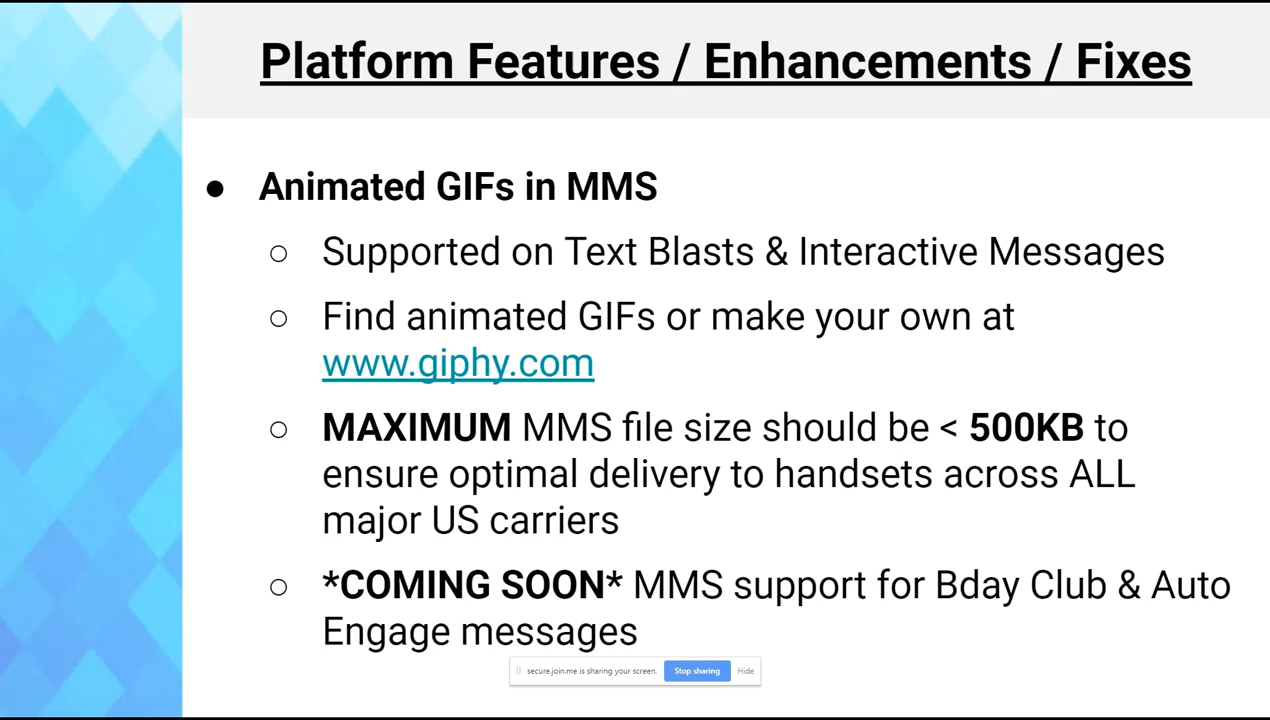 Platform Features / Enhancements / Fixes
● Animated GIFs in MMS
○ Supported on Text Blasts & Interactive Messages
○ Find animated GIFs or make your own at
www.giphy.com
○ MAXIMUM MMS file size should be < 500KB to
ensure optimal delivery to handsets across ALL
major US carriers
○ *COMING SOON* MMS support for Bday Club & Auto
Engage messages
secure.join.me is sharing your screen. Stop sharing Hide